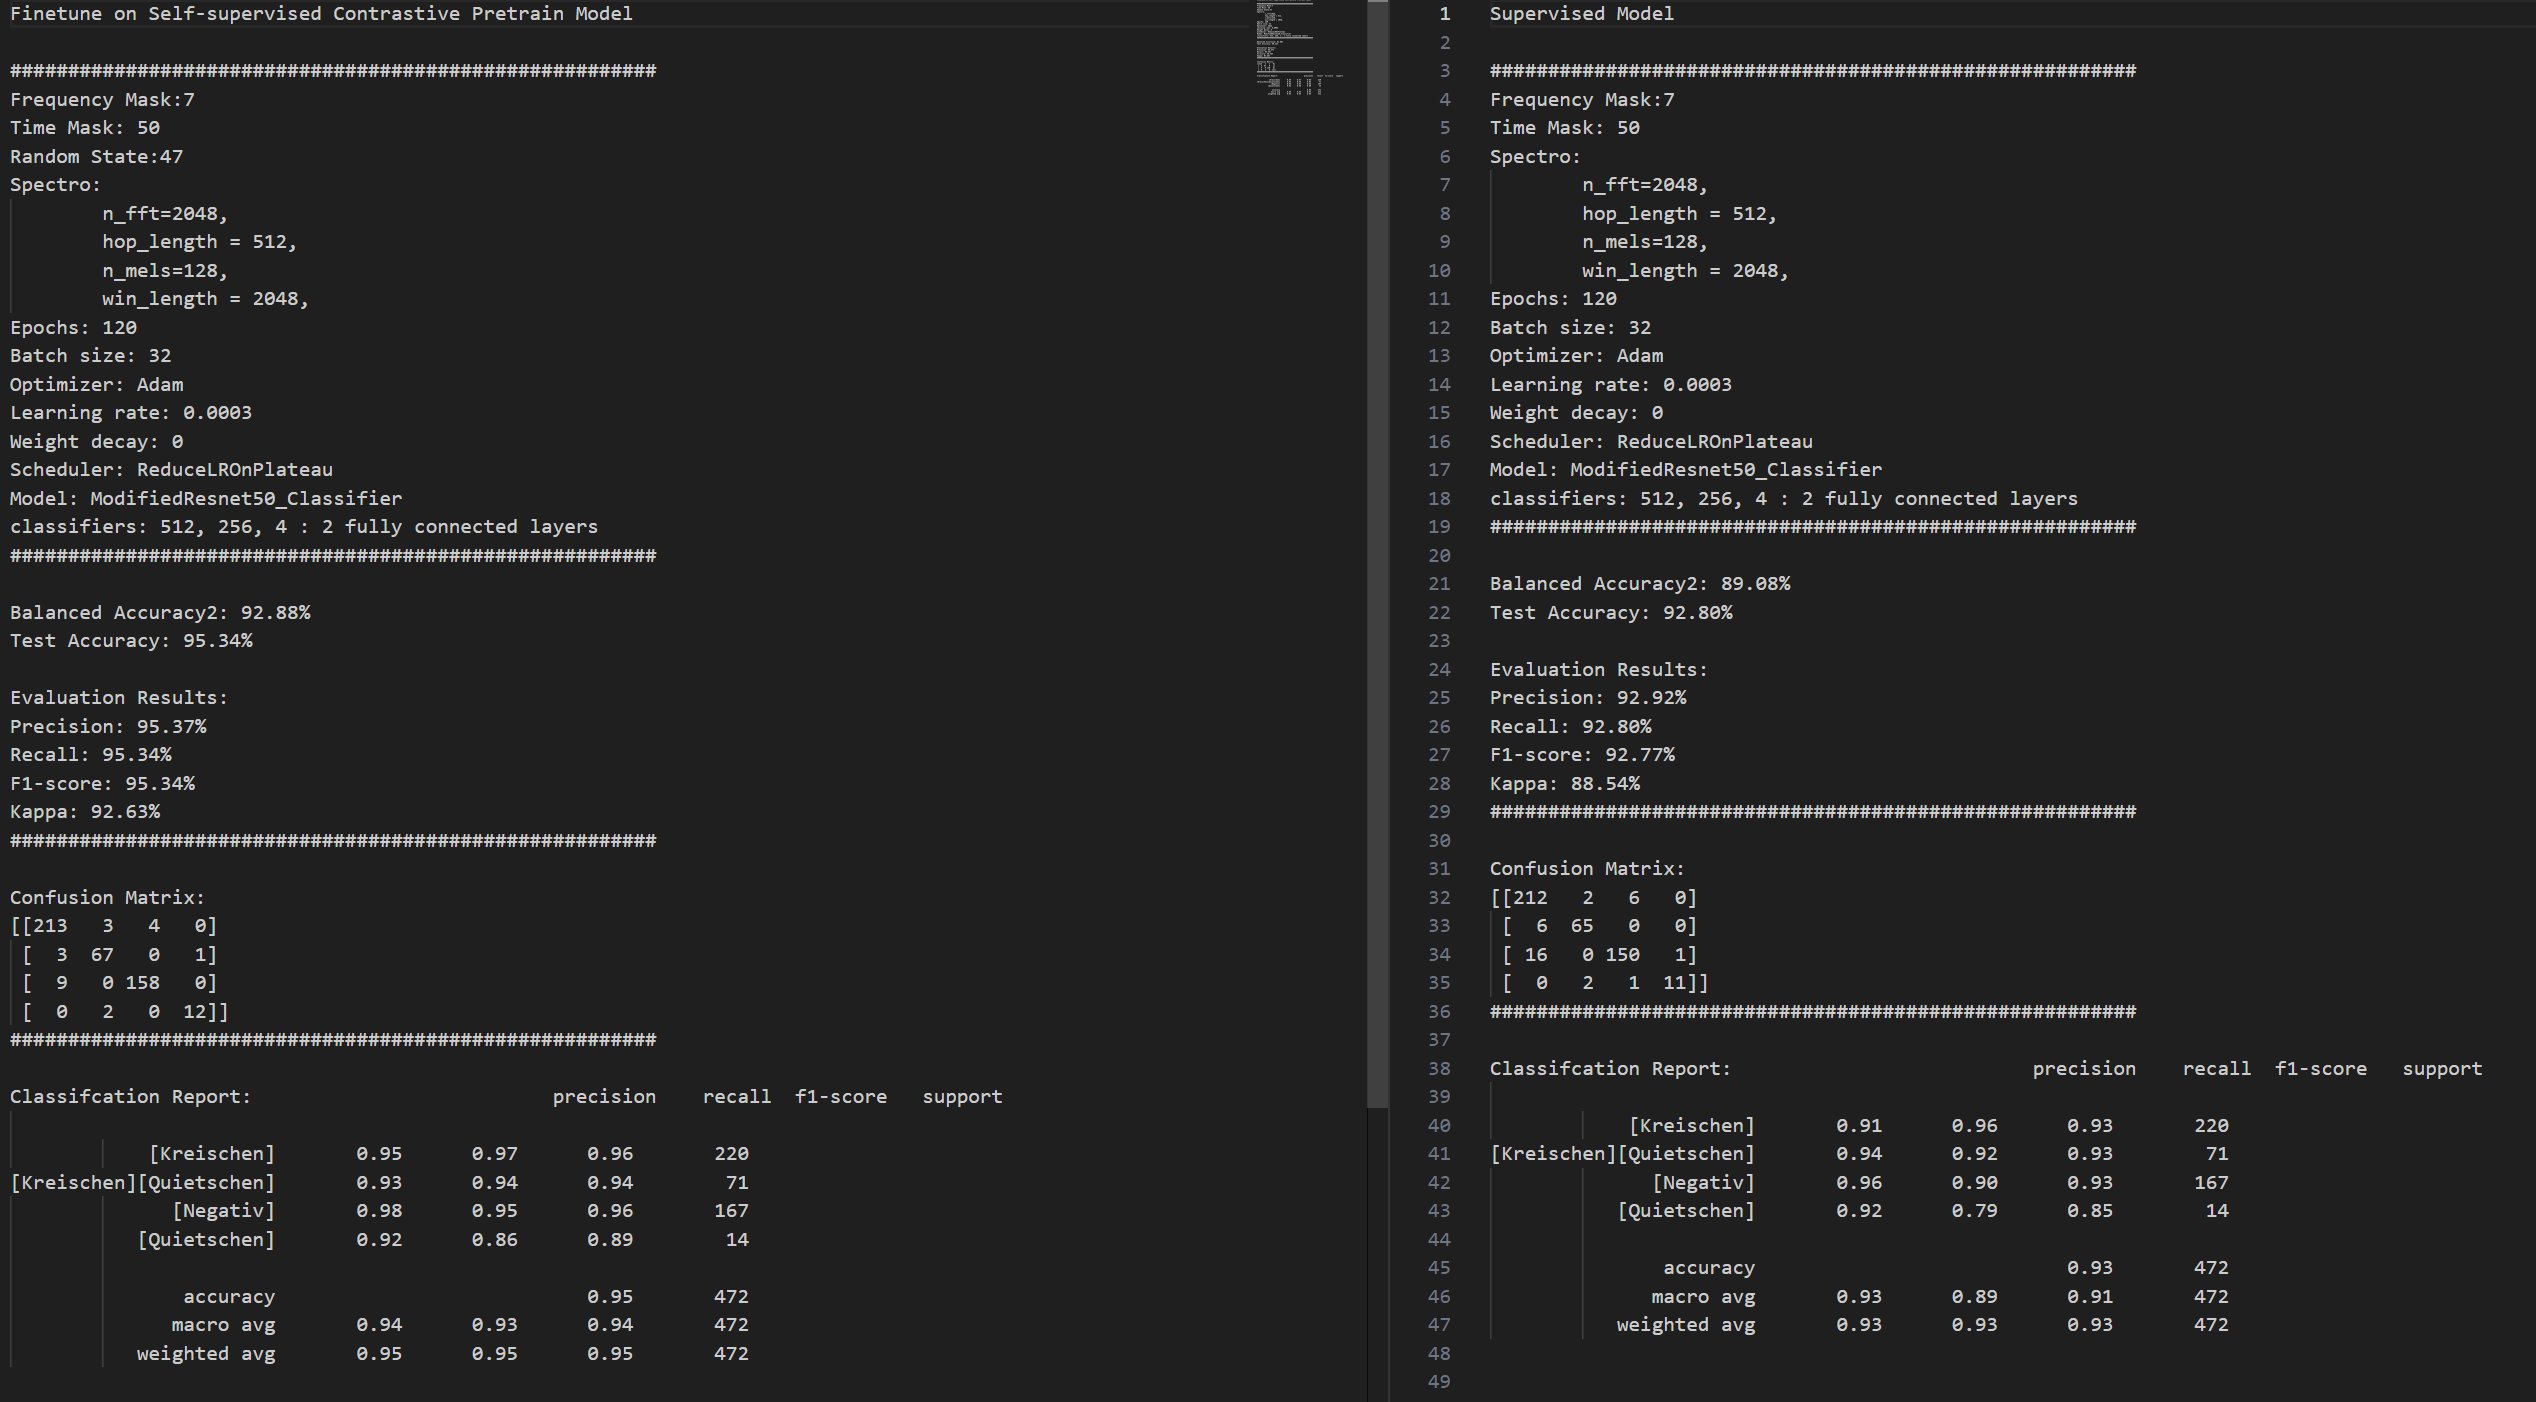 Finetune on Self-supervised Contrastive Pretrain Model
########################################################
Frequency Mask:7
Time Mask: 50
Random State:47
Spectro:
n_fft=2048,
hop_length = 512,
n_mels=128,
win_length = 2048,
Epochs: 120
Batch size: 32
Optimizer: Adam
Learning rate: 0.0003
Weight decay: 0
Scheduler: ReduceLROnPlateau
Model: ModifiedResnet50_Classifier
classifiers: 512, 256, 4 : 2 fully connected layers
########################################################
Balanced Accuracy2: 92.88%
Test Accuracy: 95.34%
Evaluation Results:
Precision: 95.37%
Recall: 95.34%
F1-score: 95.34%
Kappa: 92.63%
########################################################
Confusion Matrix:
[[213   3   4   0]
[  3  67   0   1]
[  9   0 158   0]
[  0   2   0  12]]
########################################################
Classifcation Report: precision recall f1-score support
[Kreischen] 0.95 0.97 0.96 220
[Kreischen][Quietschen] 0.93 0.94 0.94 71
[Negativ] 0.98 0.95 0.96 167
[Quietschen] 0.92 0.86 0.89 14
accuracy 0.95 472
macro avg 0.94 0.93 0.94 472
weighted avg 0.95 0.95 0.95 472
1 Supervised Model
2
3 ########################################################
4 Frequency Mask:7
5 Time Mask: 50
6 Spectro:
7 n_fft=2048,
8 hop_length = 512,
9 n_mels=128,
10 win_length = 2048,
11 Epochs: 120
12 Batch size: 32
13 Optimizer: Adam
14 Learning rate: 0.0003
15 Weight decay: 0
16 Scheduler: ReduceLROnPlateau
17 Model: ModifiedResnet50_Classifier
18 classifiers: 512, 256, 4 : 2 fully connected layers
19 ########################################################
20
21 Balanced Accuracy2: 89.08%
22 Test Accuracy: 92.80%
23
24 Evaluation Results:
25 Precision: 92.92%
26 Recall: 92.80%
27 F1-score: 92.77%
28 Kappa: 88.54%
29 ########################################################
30
31 Confusion Matrix:
32 [[212   2   6   0]
33 [  6  65   0   0]
34 [ 16   0 150   1]
35 [  0   2   1  11]]
36 ########################################################
37
38 Classifcation Report: precision recall f1-score support
39
40 [Kreischen] 0.91 0.96 0.93 220
41 [Kreischen][Quietschen] 0.94 0.92 0.93 71
42 [Negativ] 0.96 0.90 0.93 167
43 [Quietschen] 0.92 0.79 0.85 14
44
45 accuracy 0.93 472
46 macro avg 0.93 0.89 0.91 472
47 weighted avg 0.93 0.93 0.93 472
48
49